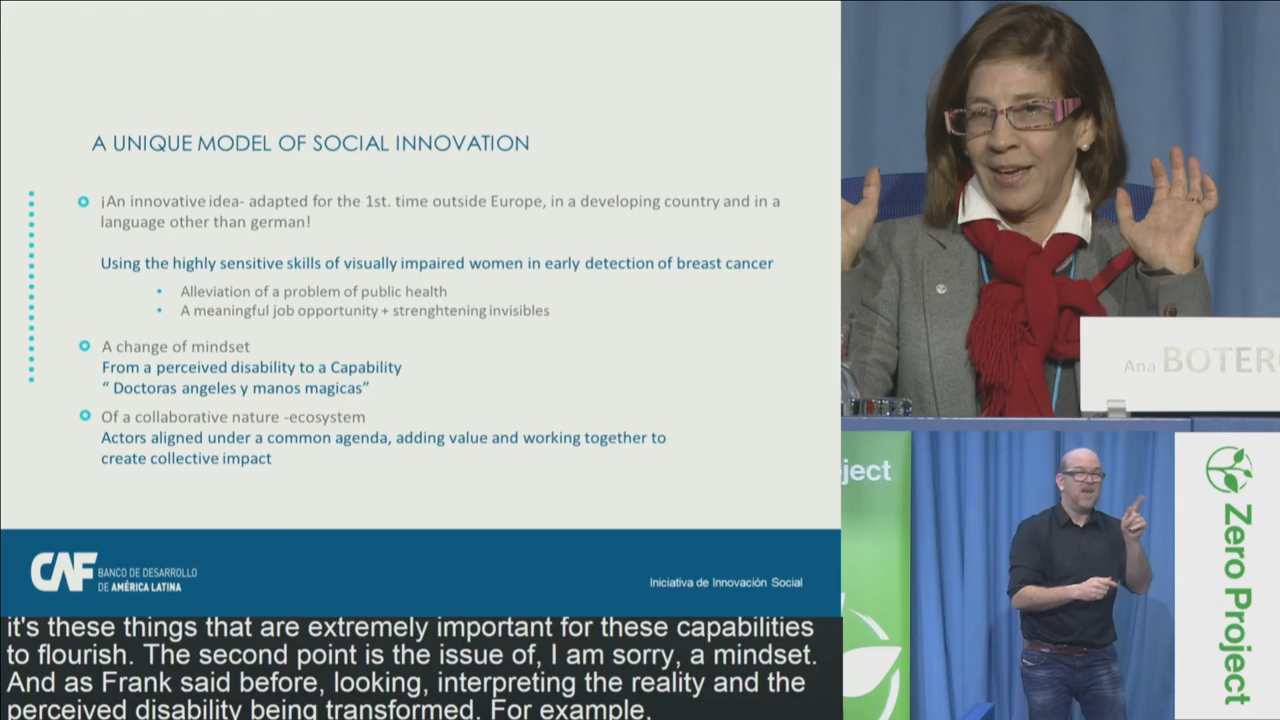 A UNIQUE MODEL OF SOCIAL INNOVATION
¡An innovative idea- adapted for the 1st. time outside Europe, in a developing country and in a
language other than german!
Using the highly sensitive skills of visually impaired women in early detection of breast cancer
• Alleviation of a problem of public health
• A meaningful job opportunity + strenghtening invisibles
A change of mindset
From a perceived disability to a Capability
“ Doctoras angeles y manos magicas”
Of a collaborative nature -ecosystem
Actors aligned under a common agenda, adding value and working together to
create collective impact
CAF BANCO DE DESARROLLO
DE AMÉRICA LATINA
Iniciativa de Innovación Social
it's these things that are extremely important for these capabilities
to flourish. The second point is the issue of, I am sorry, a mindset.
And as Frank said before, looking, interpreting the reality and the
perceived disability being transformed. For example,
Ana BOTER
ject
Zero Project